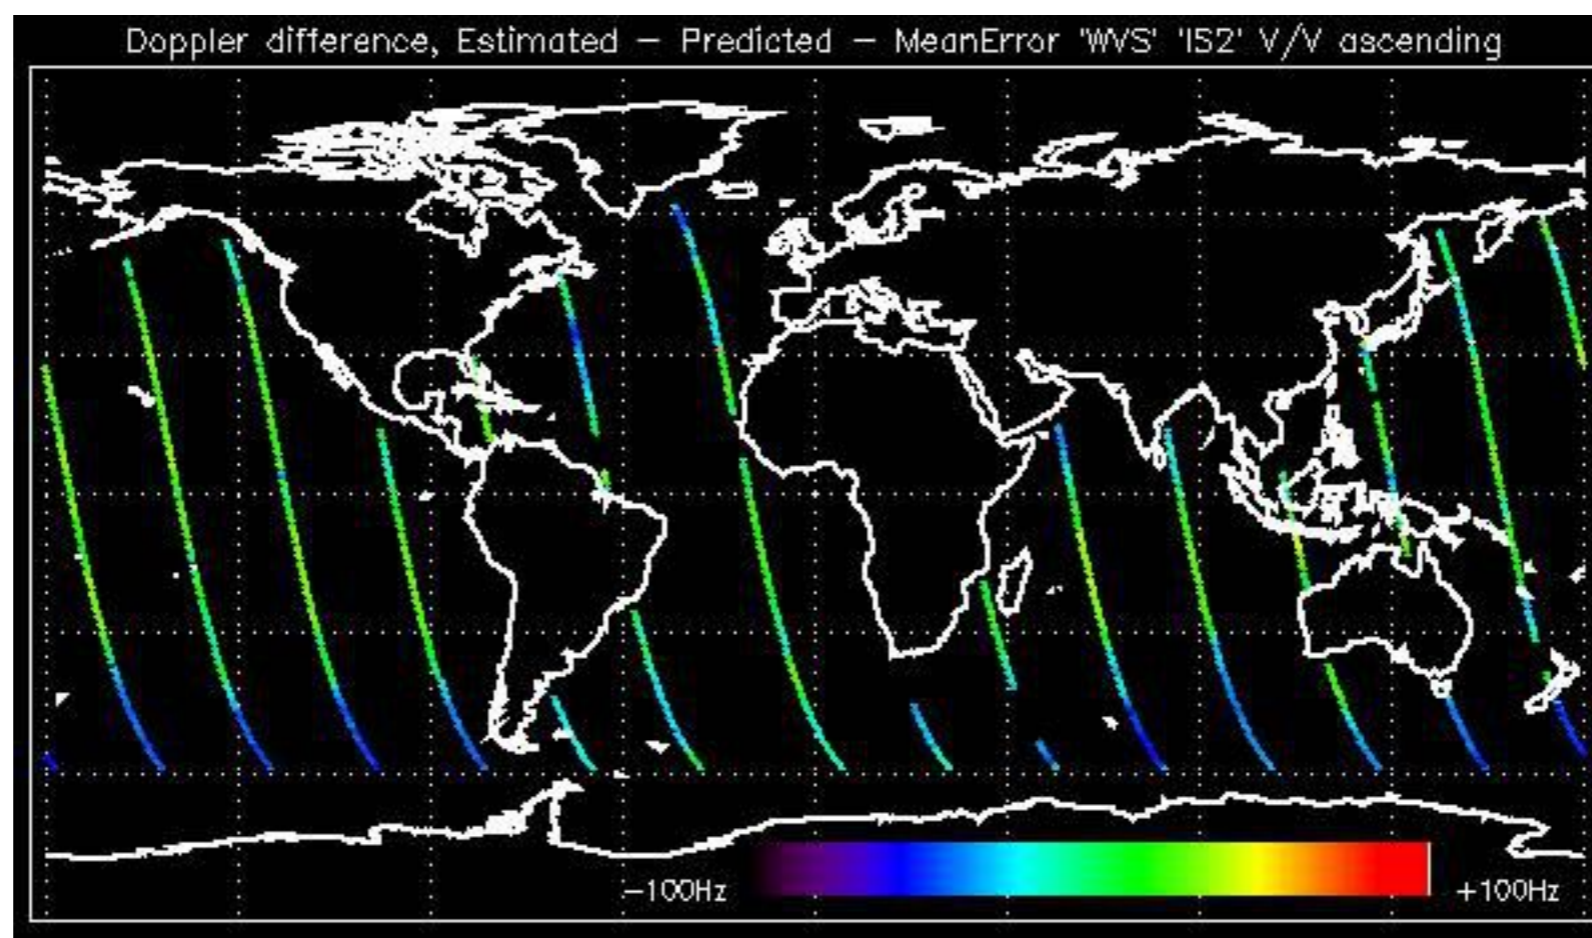 Doppler difference, Estimated – Predicted – MeanError 'WVS' 'IS2' V/V ascending
–100Hz
+100Hz